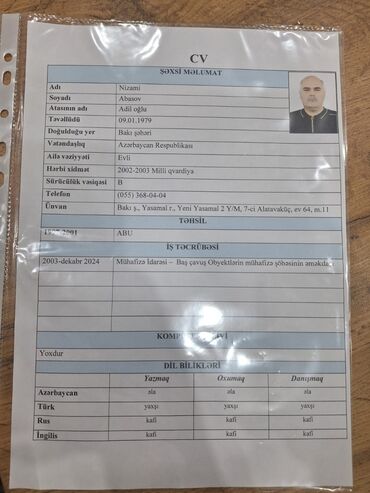 CV
ŞƏXSİ MƏLUMAT
Adı Nizami
Soyadı Abasov
Atasının adı Adil oğlu
Təvəllüdü 09.01.1979
Doğulduğu yer Bakı şəhəri
Vətəndaşlıq Azərbaycan Respublikası
Ailə vəziyyəti Evli
Hərbi xidmət 2002-2003 Milli qvardiya
Sürücülük vəsiqəsi B
Telefon (055) 368-04-04
Ünvan Bakı ş., Yasamal r., Yeni Yasamal 2 Y/M, 7-ci Alatavaküç, ev 64, m.11
TƏHSİL
ABU
İŞ TƏCRÜBƏSİ
2003-dekabr 2024 Mühafizə İdarəsi – Baş çavuş Obyektlərin mühafizə şöbəsinin əməkdaşı
Yoxdur
DİL BİLİKLƏRİ
Yazmaq Oxumaq Danışmaq
Azərbaycan əla əla əla
Türk yaxşı yaxşı yaxşı
Rus kafi kafi kafi
İngilis kafi kafi kafi